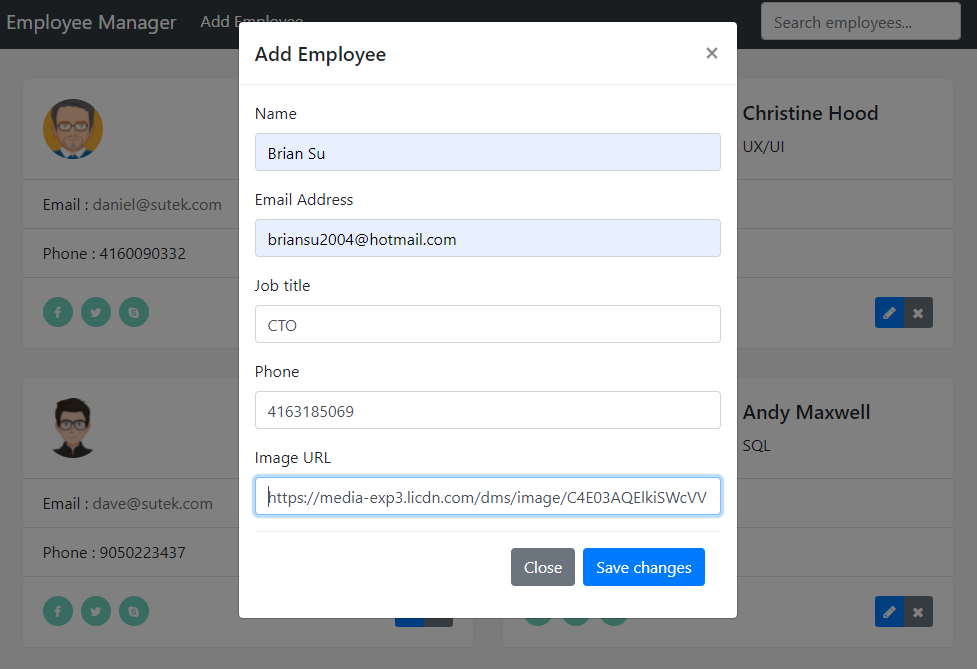 Employee Manager Add Employee Search employees...
Add Employee ×
Name
Brian Su
Email Address
briansu2004@hotmail.com
Job title
CTO
Phone
4163185069
Image URL
https://media-exp3.licdn.com/dms/image/C4E03AQElkiSWcVV
Close Save changes
Email : daniel@sutek.com
Phone : 4160090332
Christine Hood
UX/UI
Email : dave@sutek.com
Phone : 9050223437
Andy Maxwell
SQL